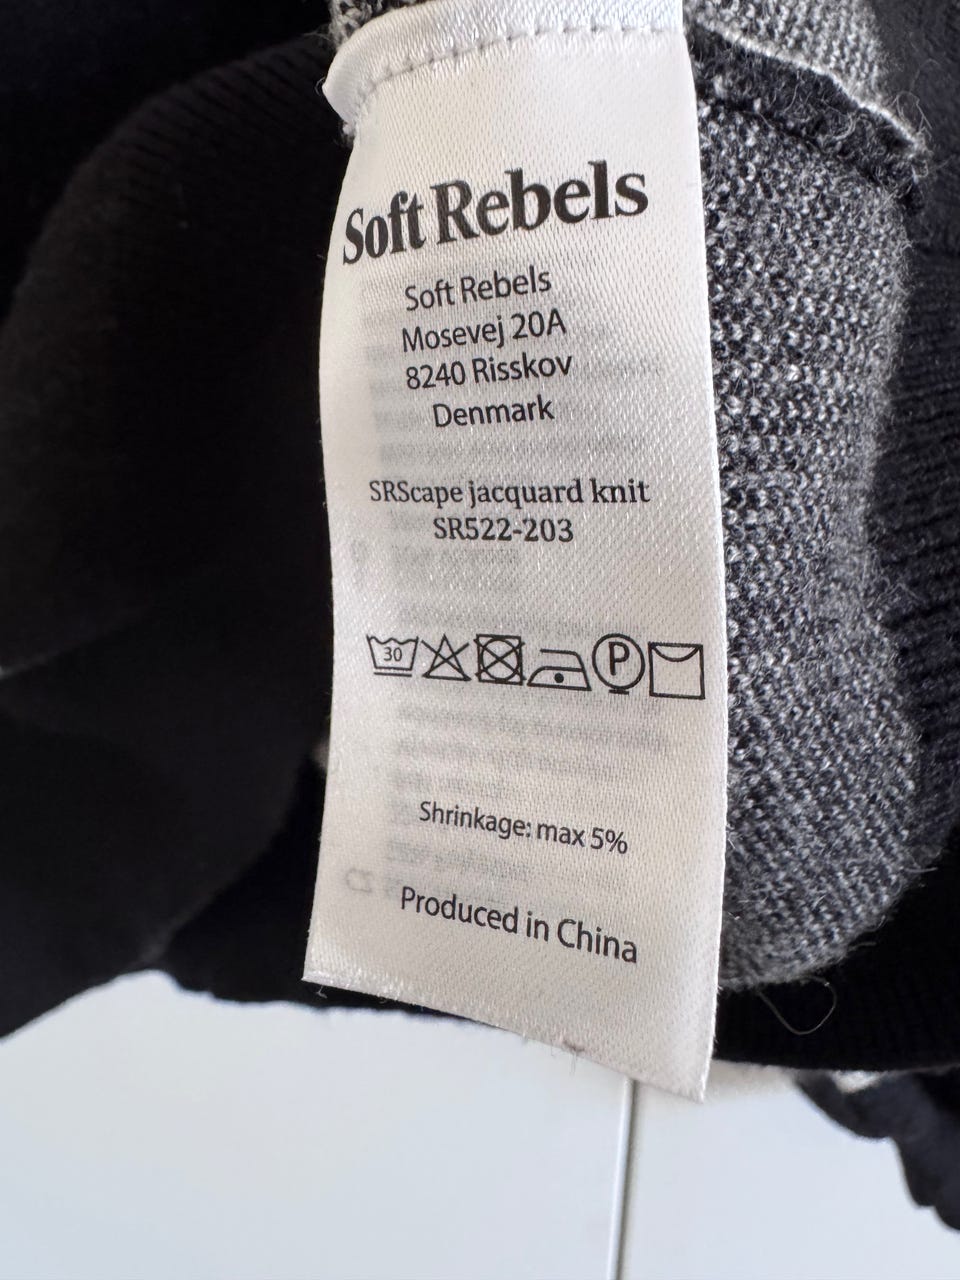 Soft Rebels
Soft Rebels
Mosevej 20A
8240 Risskov
Denmark
SRScape jacquard knit
SR522-203
30
P
Shrinkage: max 5%
Produced in China